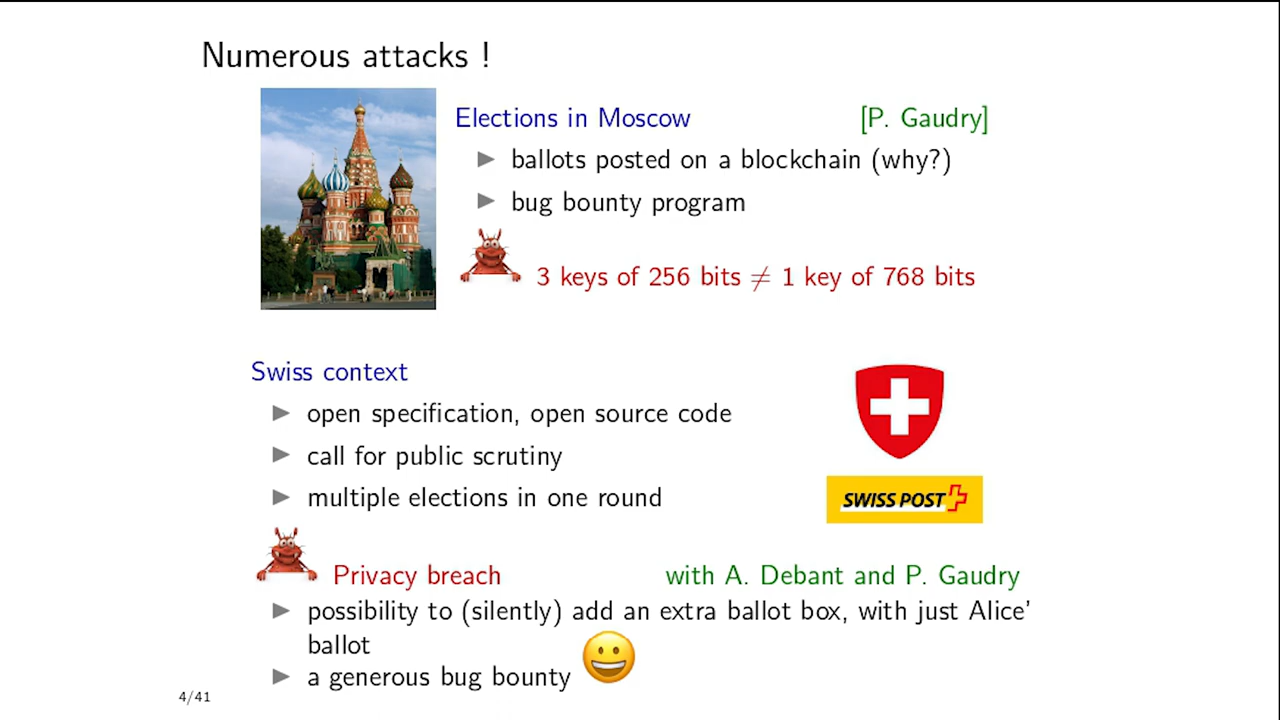 Numerous attacks !
Elections in Moscow [P. Gaudry]
▶ ballots posted on a blockchain (why?)
▶ bug bounty program
3 keys of 256 bits ≠ 1 key of 768 bits
Swiss context
▶ open specification, open source code
▶ call for public scrutiny
▶ multiple elections in one round
SWISS POST
Privacy breach with A. Debant and P. Gaudry
▶ possibility to (silently) add an extra ballot box, with just Alice'
ballot
▶ a generous bug bounty
4/41